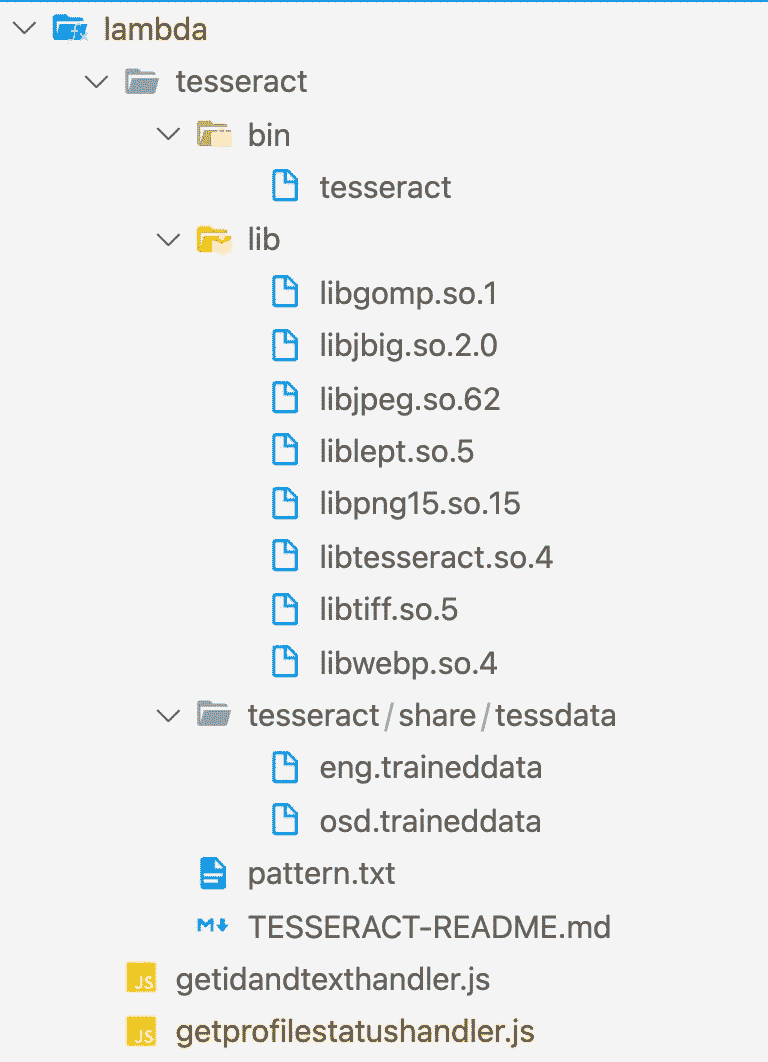 lambda
tesseract
bin
tesseract
lib
libgomp.so.1
libjbig.so.2.0
libjpeg.so.62
liblept.so.5
libpng15.so.15
libtesseract.so.4
libtiff.so.5
libwebp.so.4
tesseract/share/tessdata
eng.traineddata
osd.traineddata
pattern.txt
M TESSERACT-README.md
JS getidandtexthandler.js
JS getprofilestatushandler.js